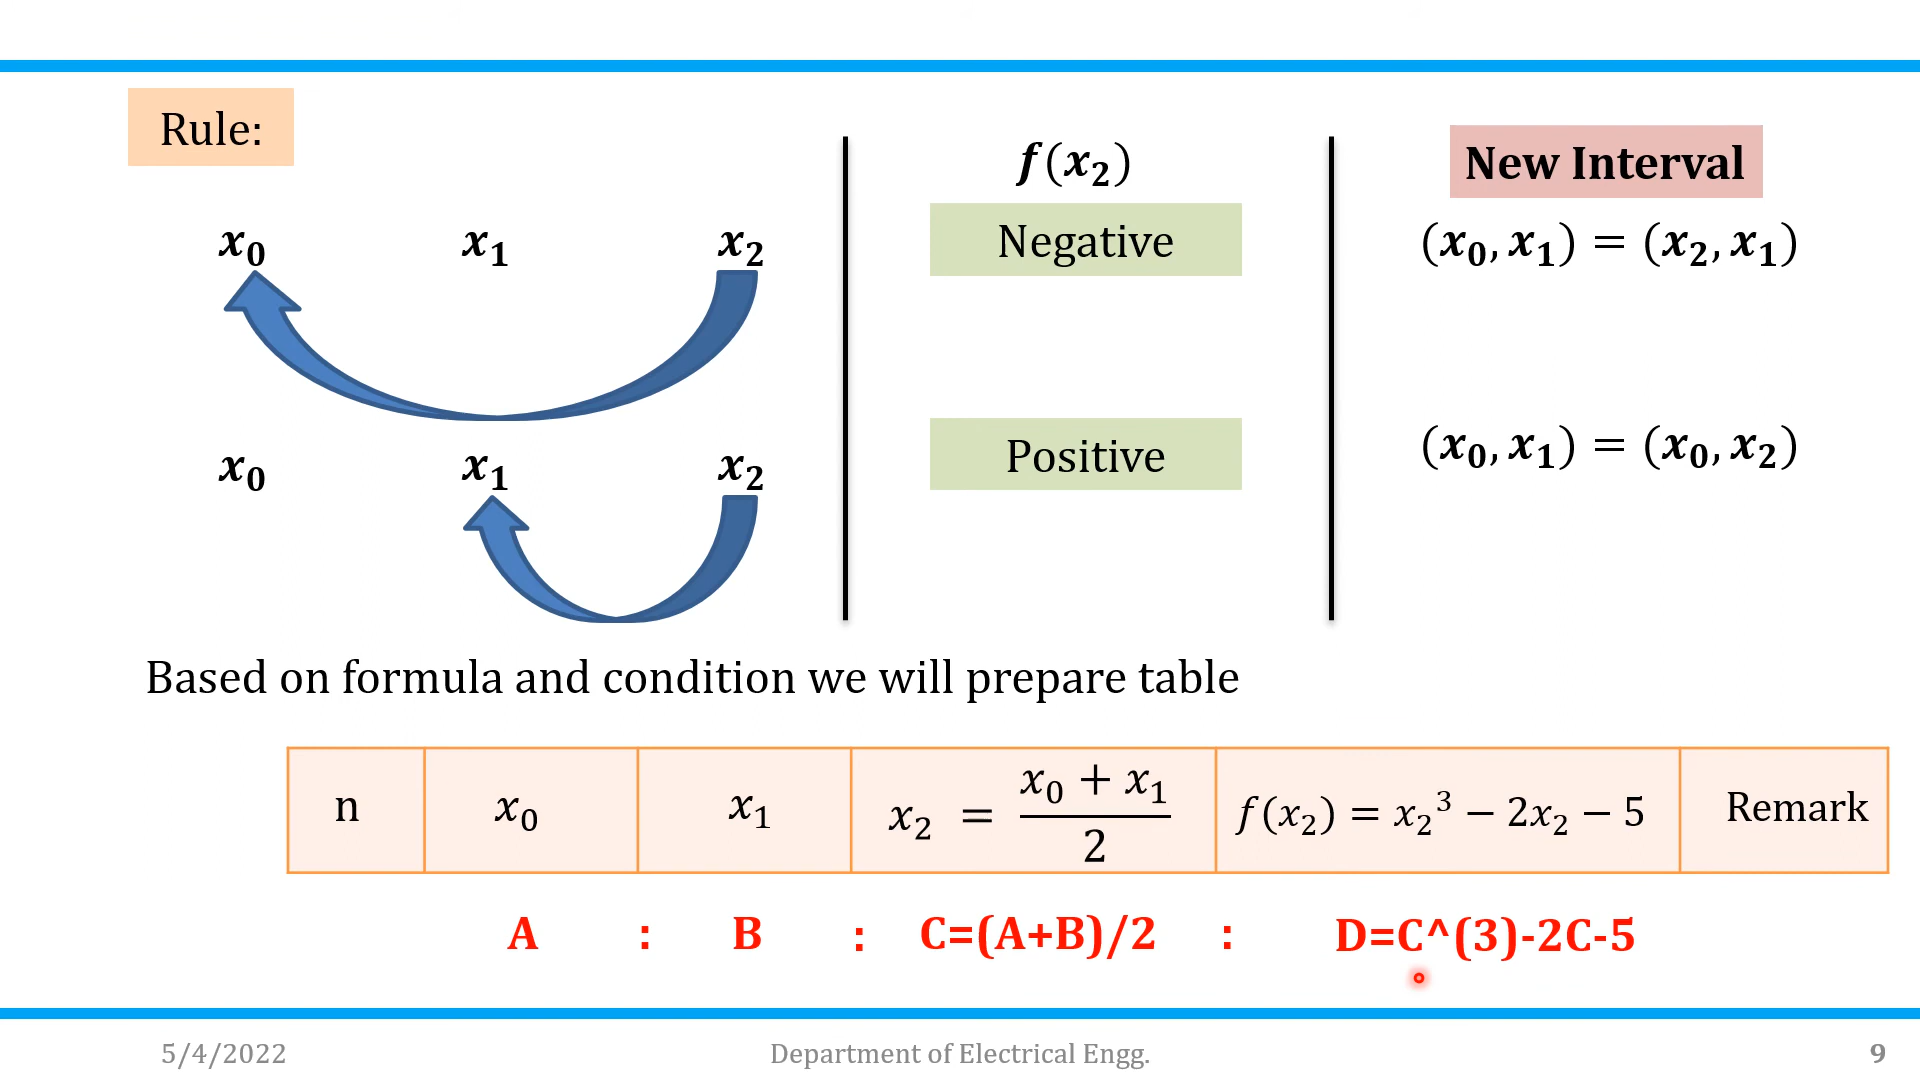 Rule:
f(x₂)
New Interval
x₀ x₁ x₂
Negative
(x₀, x₁) = (x₂, x₁)
x₀ x₁ x₂
Positive
(x₀, x₁) = (x₀, x₂)
Based on formula and condition we will prepare table
n x₀ x₁ x₂ = (x₀ + x₁)/2 f(x₂) = x₂³ − 2x₂ − 5 Remark
A : B : C=(A+B)/2 : D=C^(3)-2C-5
5/4/2022 Department of Electrical Engg. 9